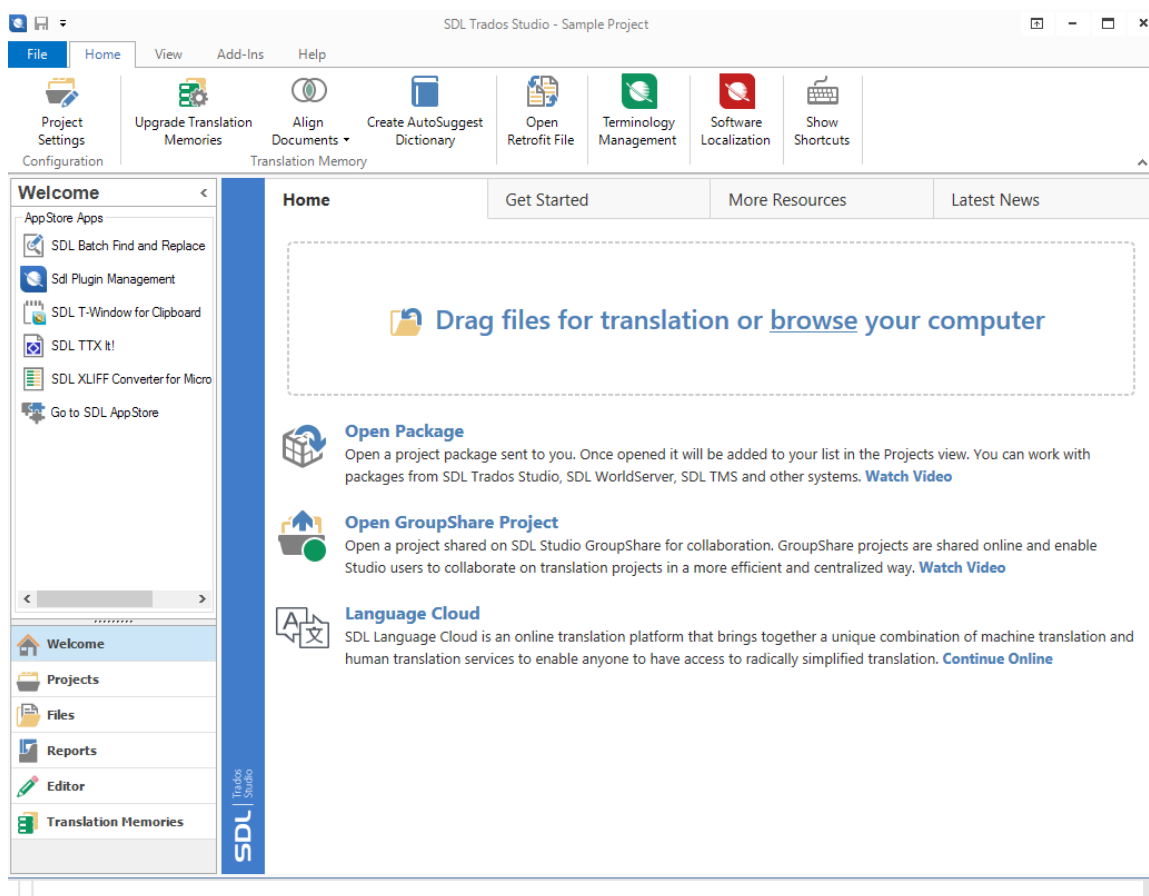 SDL Trados Studio - Sample Project
File Home View Add-Ins Help
Project Settings
Upgrade Translation Memories
Align Documents
Create AutoSuggest Dictionary
Open Retrofit File
Terminology Management
Software Localization
Show Shortcuts
Configuration
Translation Memory
Welcome
AppStore Apps
SDL Batch Find and Replace
Sdl Plugin Management
SDL T-Window for Clipboard
SDL TTX It!
SDL XLIFF Converter for Micro
Go to SDL AppStore
Welcome
Projects
Files
Reports
Editor
Translation Memories
SDL Trados Studio
Home Get Started More Resources Latest News
Drag files for translation or browse your computer
Open Package
Open a project package sent to you. Once opened it will be added to your list in the Projects view. You can work with
packages from SDL Trados Studio, SDL WorldServer, SDL TMS and other systems. Watch Video
Open GroupShare Project
Open a project shared on SDL Studio GroupShare for collaboration. GroupShare projects are shared online and enable
Studio users to collaborate on translation projects in a more efficient and centralized way. Watch Video
Language Cloud
SDL Language Cloud is an online translation platform that brings together a unique combination of machine translation and
human translation services to enable anyone to have access to radically simplified translation. Continue Online